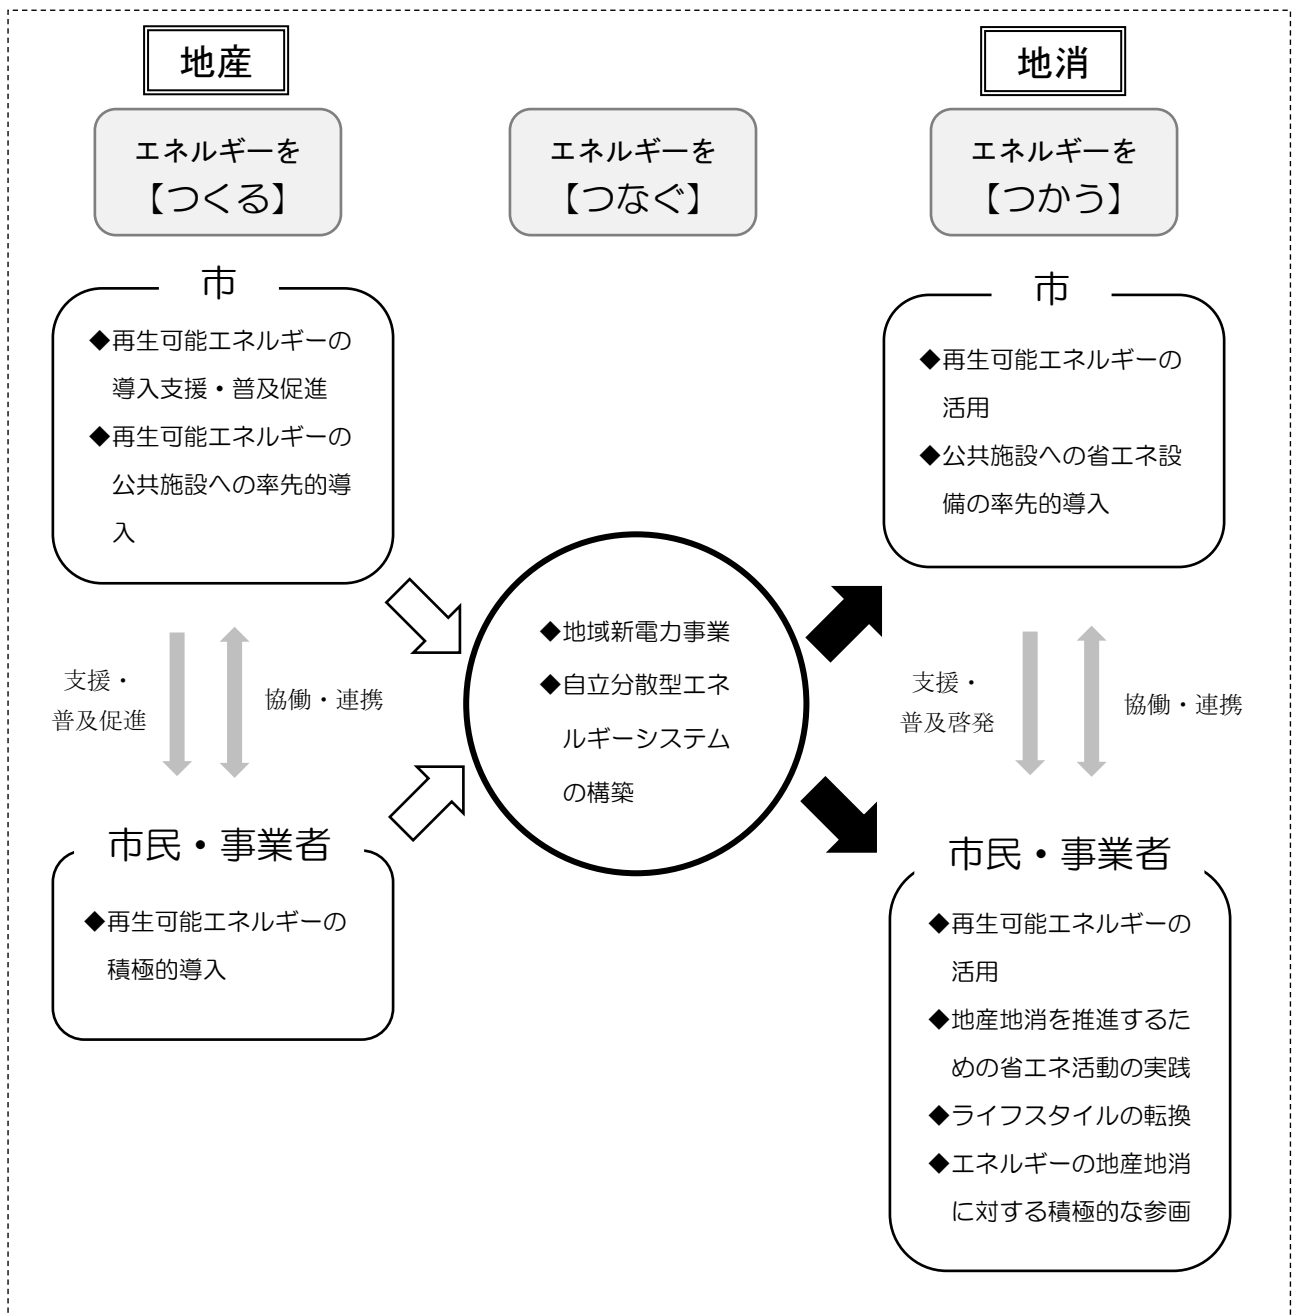 地産
地消
エネルギーを
【つくる】
エネルギーを
【つなぐ】
エネルギーを
【つかう】
市
◆再生可能エネルギーの
導入支援・普及促進
◆再生可能エネルギーの
公共施設への率先的導
入
支援・
普及促進
協働・連携
市民・事業者
◆再生可能エネルギーの
積極的導入
◆地域新電力事業
◆自立分散型エネ
ルギーシステム
の構築
市
◆再生可能エネルギーの
活用
◆公共施設への省エネ設
備の率先的導入
支援・
普及啓発
協働・連携
市民・事業者
◆再生可能エネルギーの
活用
◆地産地消を推進するた
めの省エネ活動の実践
◆ライフスタイルの転換
◆エネルギーの地産地消
に対する積極的な参画